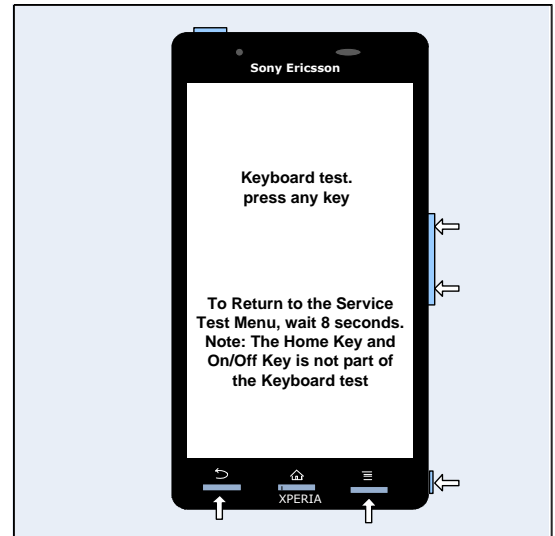 Sony Ericsson
Keyboard test.
press any key
To Return to the Service
Test Menu, wait 8 seconds.
Note: The Home Key and
On/Off Key is not part of
the Keyboard test
XPERIA